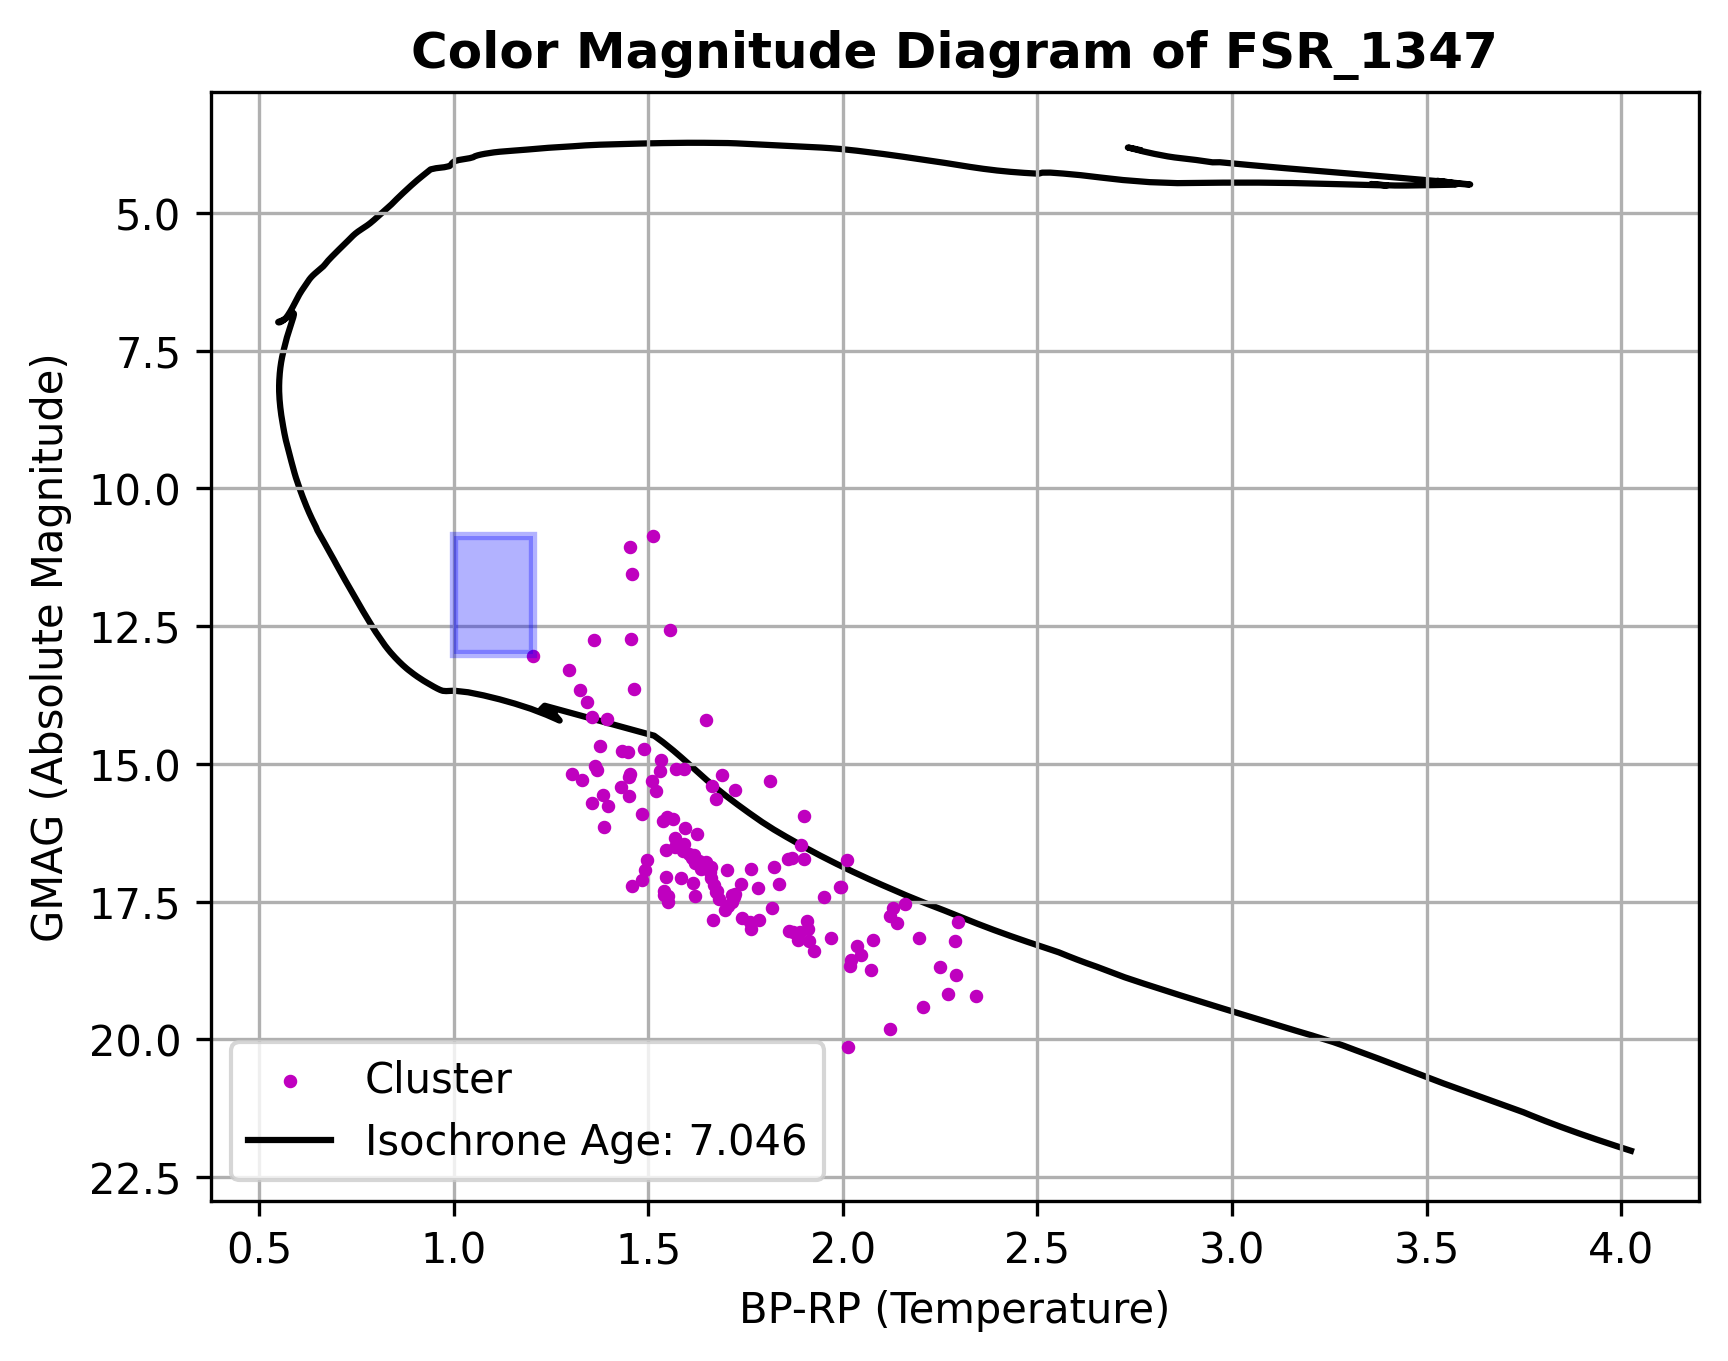 Color Magnitude Diagram of FSR_1347
GMAG (Absolute Magnitude)
5.0
7.5
10.0
12.5
15.0
17.5
20.0
22.5
Cluster
Isochrone Age: 7.046
0.5 1.0 1.5 2.0 2.5 3.0 3.5 4.0
BP-RP (Temperature)